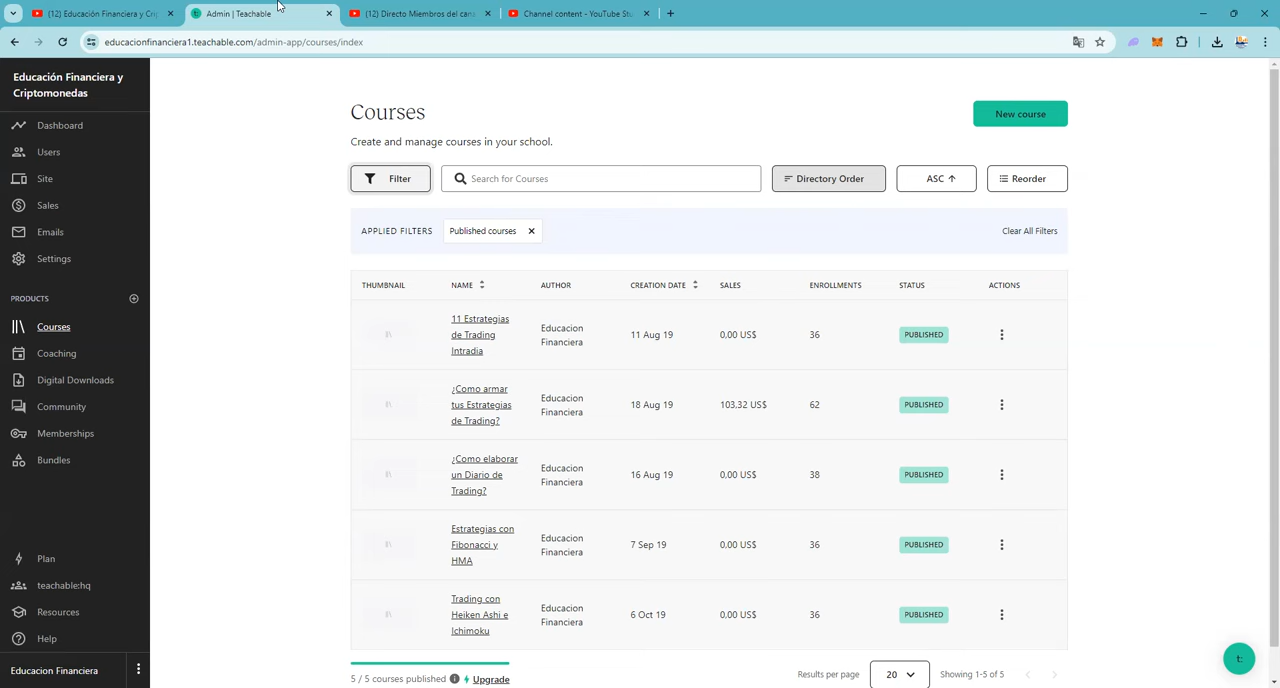 (12) Educación Financiera y Crip
Admin | Teachable
(12) Directo Miembros del cana
Channel content - YouTube Stu
educacionfinanciera1.teachable.com/admin-app/courses/index
Educación Financiera y
Criptomonedas
Dashboard
Users
Site
Sales
Emails
Settings
PRODUCTS
Courses
Coaching
Digital Downloads
Community
Memberships
Bundles
Plan
teachable:hq
Resources
Help
Educacion Financiera
Courses
New course
Create and manage courses in your school.
Filter
Search for Courses
Directory Order
ASC
Reorder
APPLIED FILTERS
Published courses
Clear All Filters
THUMBNAIL NAME AUTHOR CREATION DATE SALES ENROLLMENTS STATUS ACTIONS
11 Estrategias
de Trading
Intradia
Educacion
Financiera
11 Aug 19
0,00 US$
36
PUBLISHED
¿Como armar
tus Estrategias
de Trading?
Educacion
Financiera
18 Aug 19
103,32 US$
62
PUBLISHED
¿Como elaborar
un Diario de
Trading?
Educacion
Financiera
16 Aug 19
0,00 US$
38
PUBLISHED
Estrategias con
Fibonacci y
HMA
Educacion
Financiera
7 Sep 19
0,00 US$
36
PUBLISHED
Trading con
Heiken Ashi e
Ichimoku
Educacion
Financiera
6 Oct 19
0,00 US$
36
PUBLISHED
5 / 5 courses published
Upgrade
Results per page
20
Showing 1-5 of 5
t: